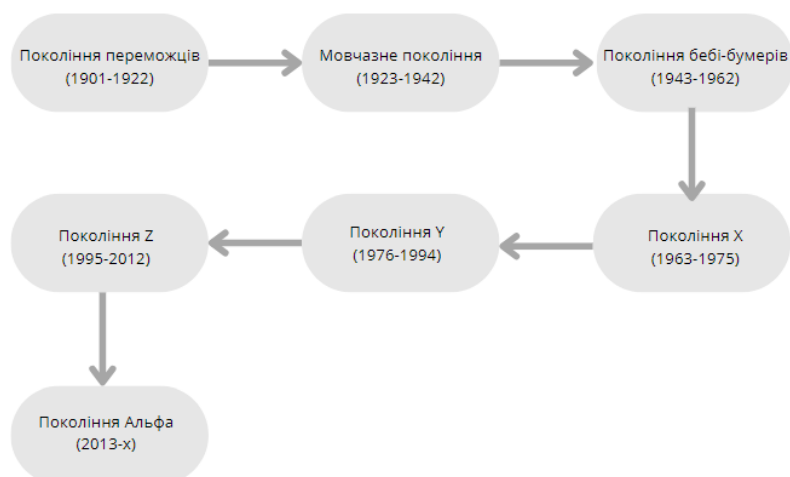 Покоління переможців
(1901-1922)
Мовчазне покоління
(1923-1942)
Покоління бебі-бумерів
(1943-1962)
Покоління X
(1963-1975)
Покоління Y
(1976-1994)
Покоління Z
(1995-2012)
Покоління Альфа
(2013-х)